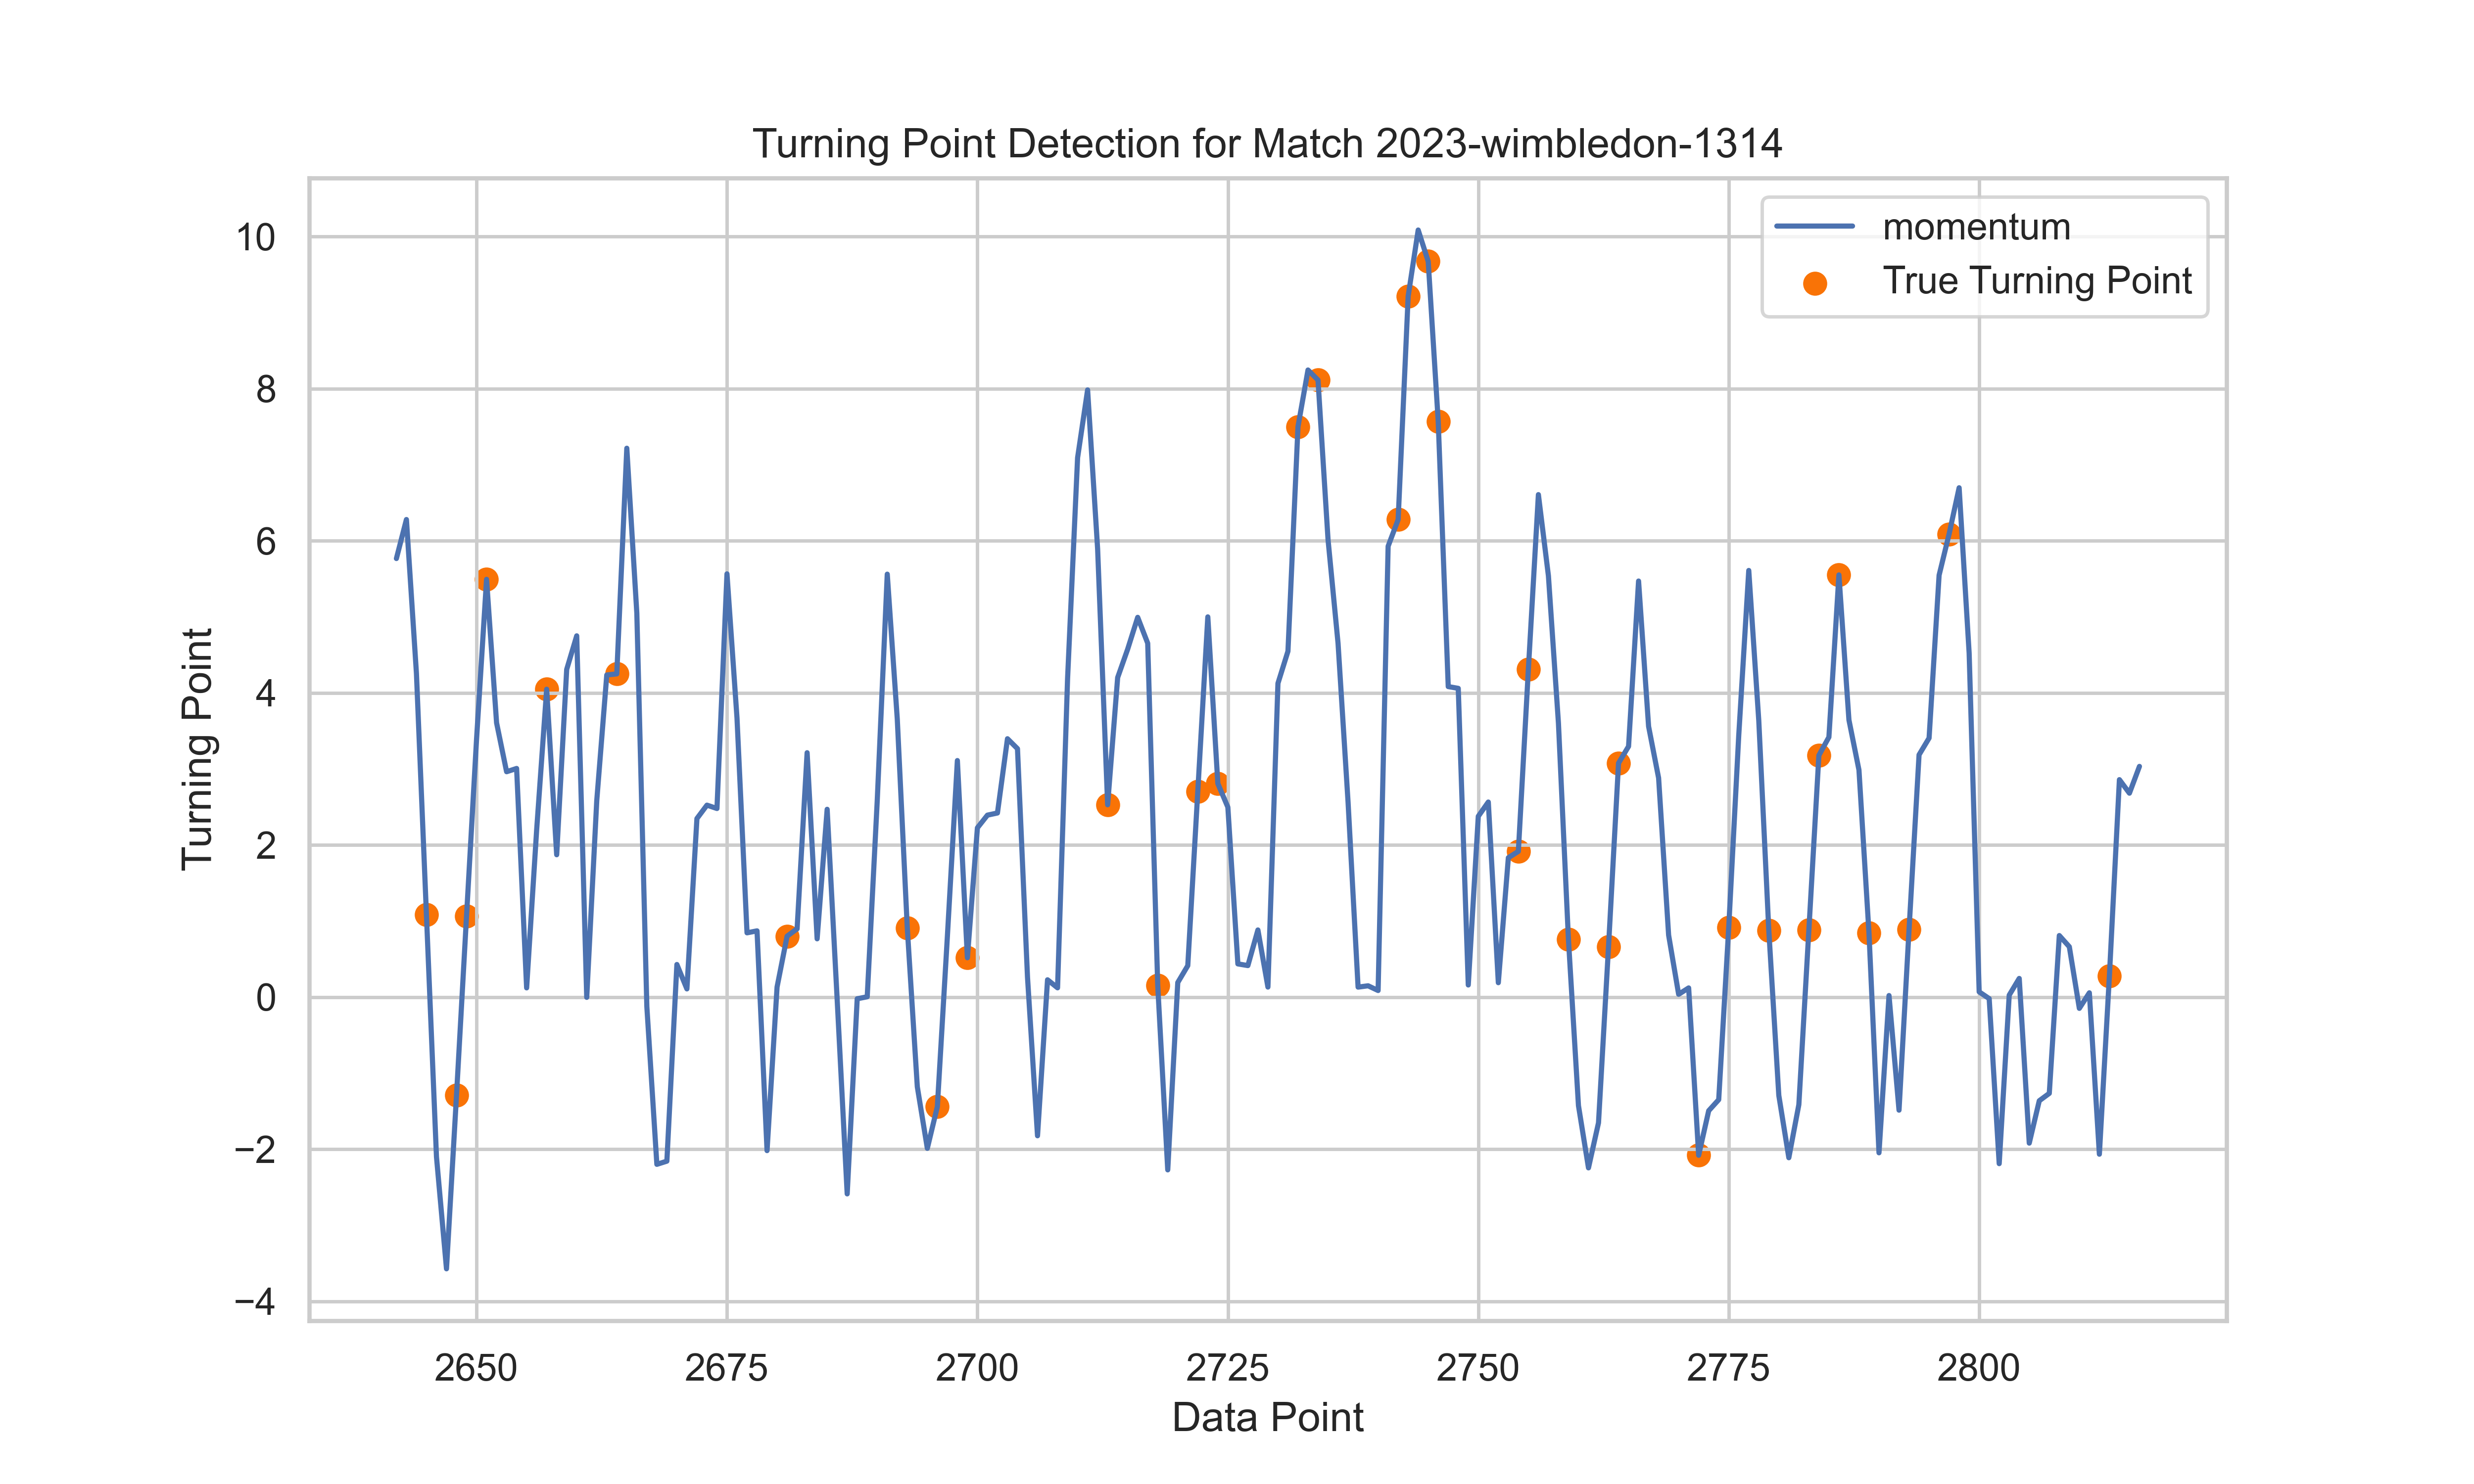 Turning Point Detection for Match 2023-wimbledon-1314
momentum
True Turning Point
10
8
6
4
2
0
−2
−4
Turning Point
2650 2675 2700 2725 2750 2775 2800
Data Point